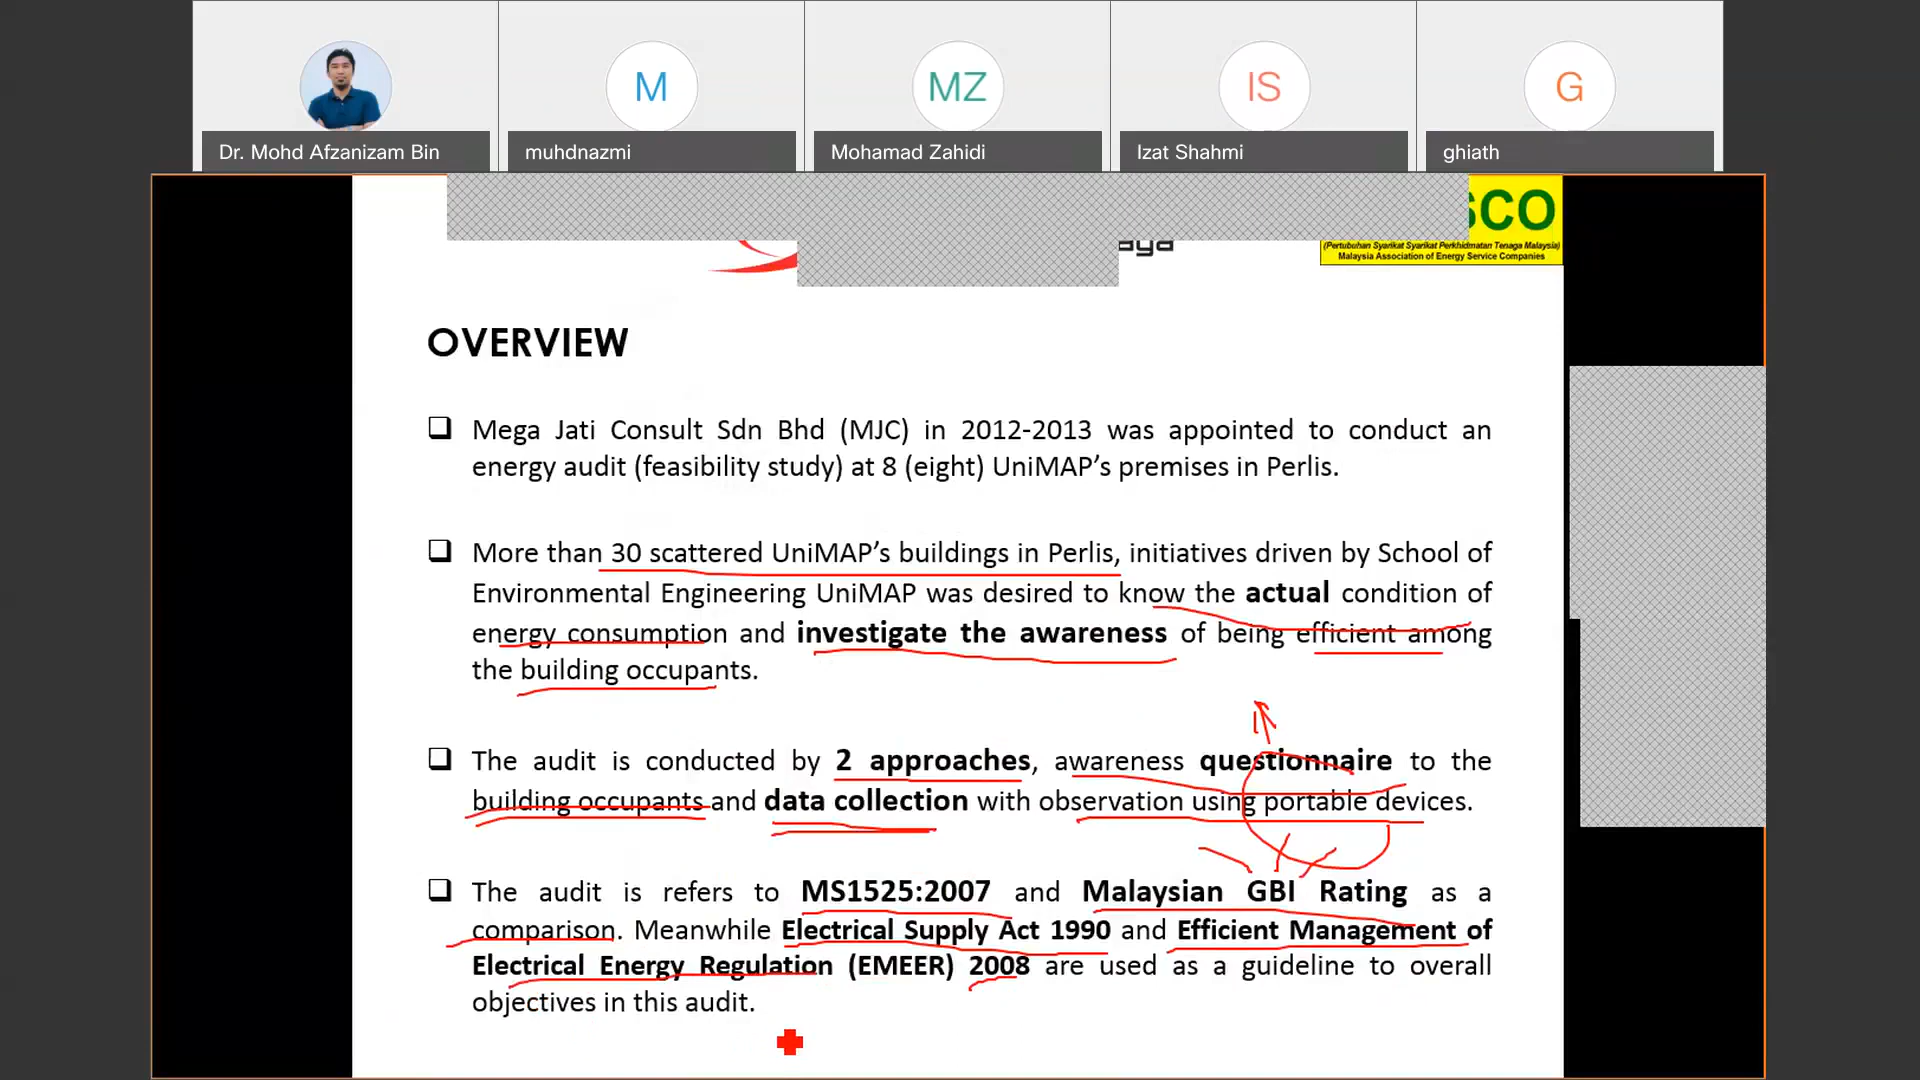 M
MZ
IS
G
Dr. Mohd Afzanizam Bin
muhdnazmi
Mohamad Zahidi
Izat Shahmi
ghiath
SCO
aya
(Pertubuhan Syarikat Syarikat Perkhidmatan Tenaga Malaysia)
Malaysia Association of Energy Service Companies
OVERVIEW
Mega Jati Consult Sdn Bhd (MJC) in 2012-2013 was appointed to conduct an
energy audit (feasibility study) at 8 (eight) UniMAP’s premises in Perlis.
More than 30 scattered UniMAP’s buildings in Perlis, initiatives driven by School of
Environmental Engineering UniMAP was desired to know the actual condition of
energy consumption and investigate the awareness of being efficient among
the building occupants.
The audit is conducted by 2 approaches, awareness questionnaire to the
building occupants and data collection with observation using portable devices.
The audit is refers to MS1525:2007 and Malaysian GBI Rating as a
comparison. Meanwhile Electrical Supply Act 1990 and Efficient Management of
Electrical Energy Regulation (EMEER) 2008 are used as a guideline to overall
objectives in this audit.